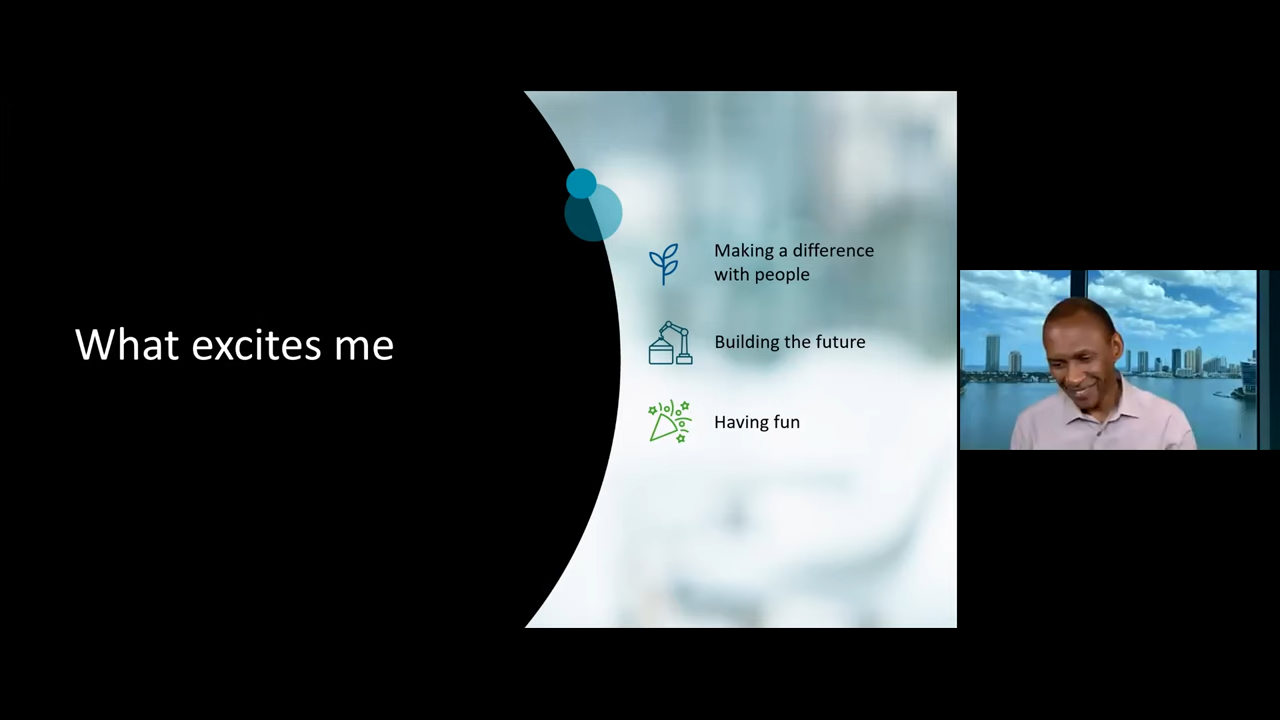 What excites me
Making a difference
with people
Building the future
Having fun